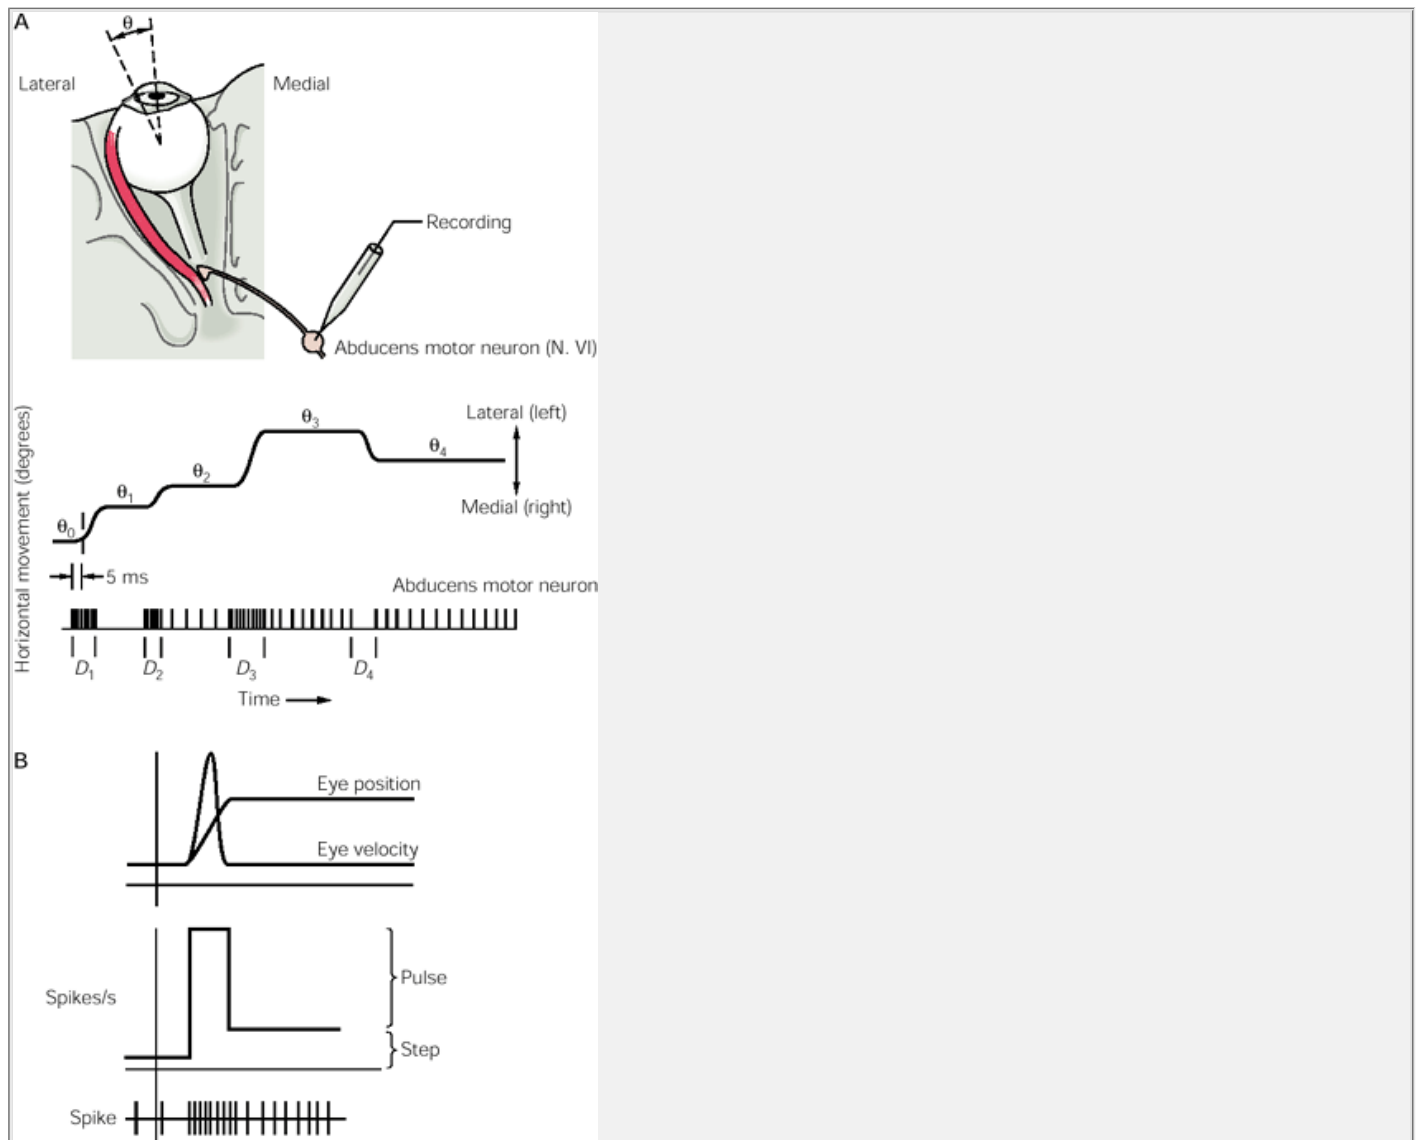 A
θ
Lateral
Medial
Recording
Abducens motor neuron (N. VI)
Horizontal movement (degrees)
θ0
θ1
θ2
θ3
θ4
Lateral (left)
Medial (right)
5 ms
Abducens motor neuron
D1
D2
D3
D4
Time
B
Eye position
Eye velocity
Spikes/s
Pulse
Step
Spike